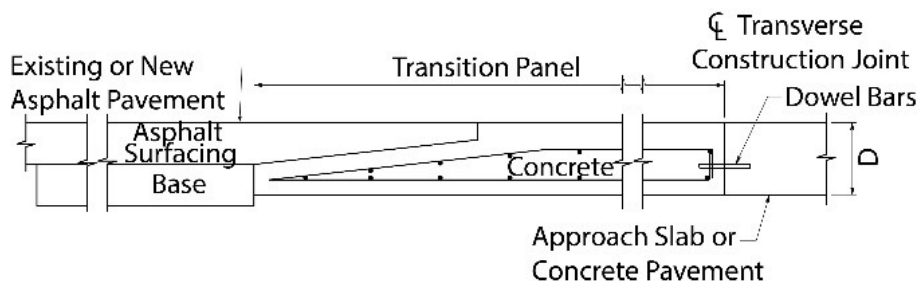 ℄ Transverse
Construction Joint
Existing or New
Asphalt Pavement
Transition Panel
Dowel Bars
Asphalt
Surfacing
Base
Concrete
D
Approach Slab or
Concrete Pavement